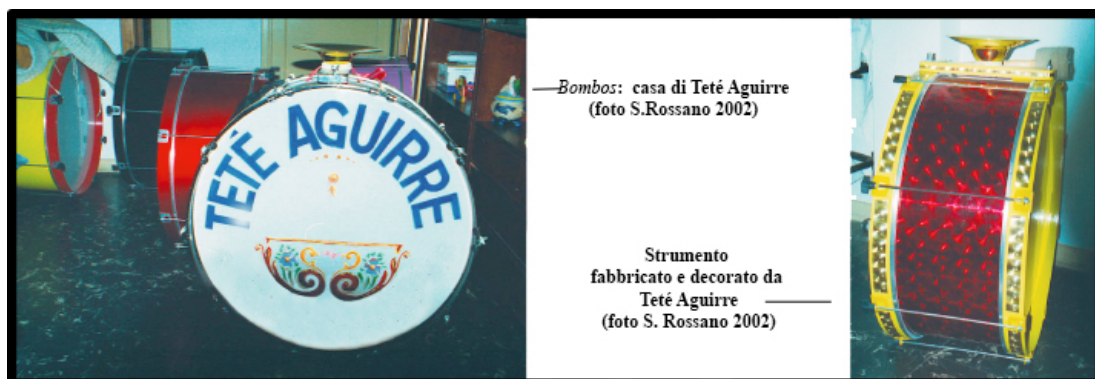 TETÉ AGUIRRE
Bombos: casa di Teté Aguirre
(foto S.Rossano 2002)
Strumento
fabbricato e decorato da
Teté Aguirre
(foto S. Rossano 2002)